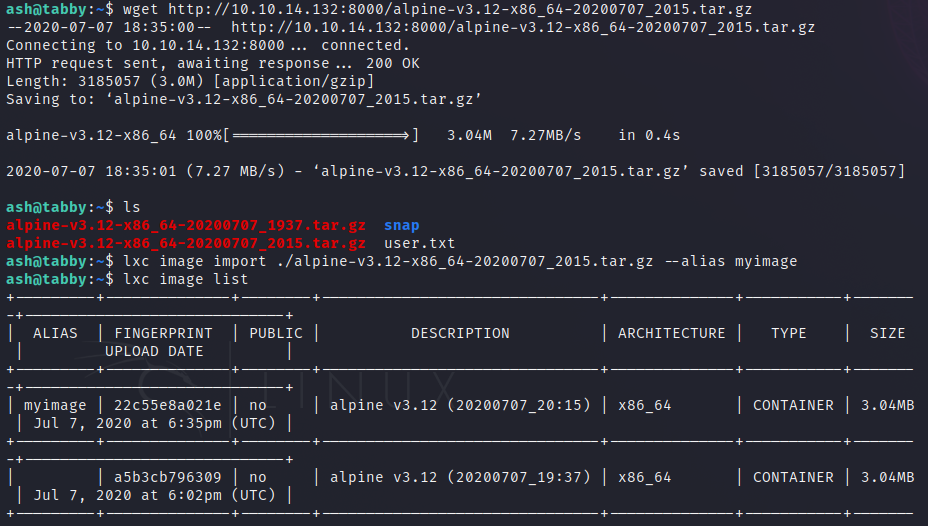 ash@tabby:~$ wget http://10.10.14.132:8000/alpine-v3.12-x86_64-20200707_2015.tar.gz
--2020-07-07 18:35:00--  http://10.10.14.132:8000/alpine-v3.12-x86_64-20200707_2015.tar.gz
Connecting to 10.10.14.132:8000... connected.
HTTP request sent, awaiting response... 200 OK
Length: 3185057 (3.0M) [application/gzip]
Saving to: ‘alpine-v3.12-x86_64-20200707_2015.tar.gz’
alpine-v3.12-x86_64 100%[===================>]   3.04M  7.27MB/s    in 0.4s
2020-07-07 18:35:01 (7.27 MB/s) - ‘alpine-v3.12-x86_64-20200707_2015.tar.gz’ saved [3185057/3185057]
ash@tabby:~$ ls
alpine-v3.12-x86_64-20200707_1937.tar.gz  snap
alpine-v3.12-x86_64-20200707_2015.tar.gz  user.txt
ash@tabby:~$ lxc image import ./alpine-v3.12-x86_64-20200707_2015.tar.gz --alias myimage
ash@tabby:~$ lxc image list
+---------+--------------+--------+-------------------------------+--------------+-----------+-------
-+-----------------------------+
|  ALIAS  | FINGERPRINT  | PUBLIC |          DESCRIPTION          | ARCHITECTURE |   TYPE    |  SIZE
 |         UPLOAD DATE         |
+---------+--------------+--------+-------------------------------+--------------+-----------+-------
-+-----------------------------+
| myimage | 22c55e8a021e | no     | alpine v3.12 (20200707_20:15) | x86_64       | CONTAINER | 3.04MB
 | Jul 7, 2020 at 6:35pm (UTC) |
+---------+--------------+--------+-------------------------------+--------------+-----------+-------
-+-----------------------------+
|         | a5b3cb796309 | no     | alpine v3.12 (20200707_19:37) | x86_64       | CONTAINER | 3.04MB
 | Jul 7, 2020 at 6:02pm (UTC) |
+---------+--------------+--------+-------------------------------+--------------+-----------+-------
LINUX